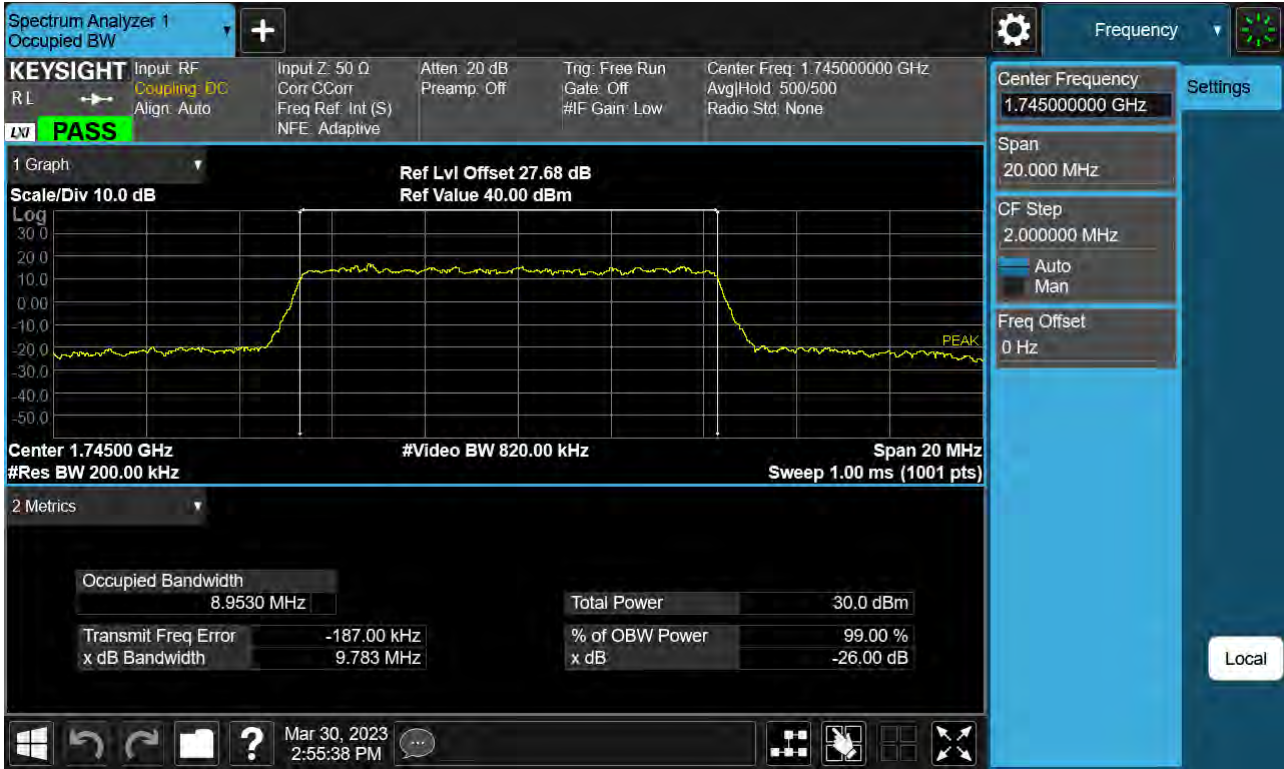 Spectrum Analyzer 1
Occupied BW
Frequency
KEYSIGHT
RL
LXI
PASS
Input: RF
Coupling: DC
Align: Auto
Input Z: 50 Ω
Corr CCorr
Freq Ref: Int (S)
NFE: Adaptive
Atten: 20 dB
Preamp: Off
Trig: Free Run
Gate: Off
#IF Gain: Low
Center Freq: 1.745000000 GHz
Avg|Hold: 500/500
Radio Std: None
Center Frequency
1.745000000 GHz
Settings
Span
20.000 MHz
CF Step
2.000000 MHz
Auto
Man
Freq Offset
0 Hz
Local
1 Graph
Scale/Div 10.0 dB
Ref Lvl Offset 27.68 dB
Ref Value 40.00 dBm
Log
30.0
20.0
10.0
0.00
-10.0
-20.0
-30.0
-40.0
-50.0
PEAK
Center 1.74500 GHz
#Video BW 820.00 kHz
Span 20 MHz
#Res BW 200.00 kHz
Sweep 1.00 ms (1001 pts)
2 Metrics
Occupied Bandwidth
8.9530 MHz
Total Power 30.0 dBm
Transmit Freq Error -187.00 kHz
% of OBW Power 99.00 %
x dB Bandwidth 9.783 MHz
x dB -26.00 dB
?
Mar 30, 2023
2:55:38 PM